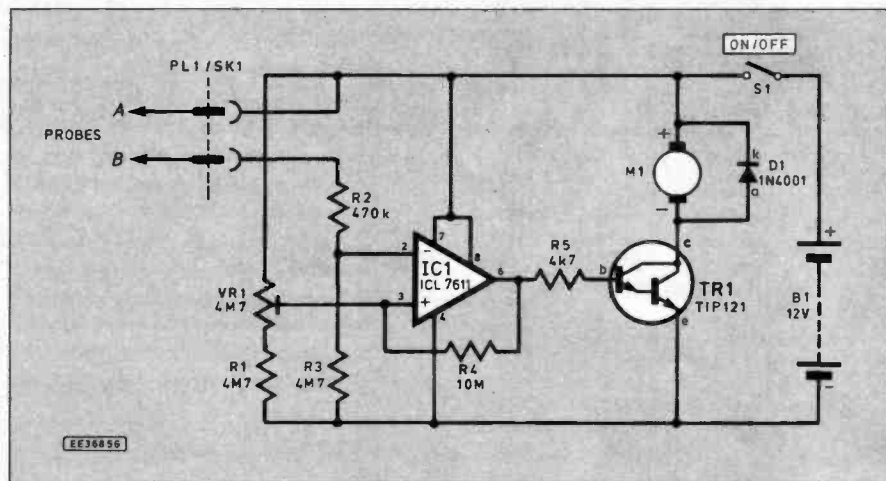 ON/OFF
S1
PL1/SK1
A
PROBES
B
R2
470k
VR1
4M7
R1
4M7
R3
4M7
2
3
7
8
4
6
IC1
ICL 7611
-
+
R4
10M
R5
4k7
b
c
e
TR1
TIP121
+
M1
-
k
a
D1
1N4001
+
B1
12V
-
EE3685G